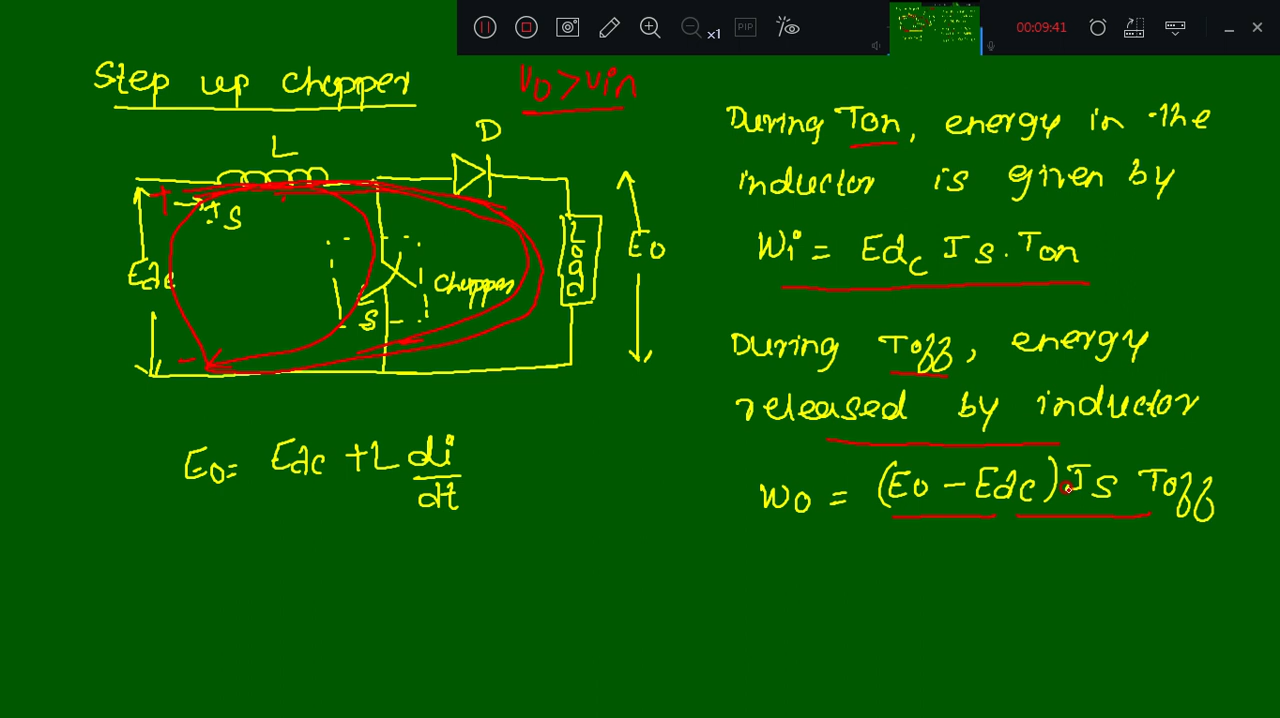 x1
PIP
00:09:41
Step up chopper
Vo > Vin
L
D
+
+
Is
Edc
-
S
Chopper
Load
Eo
Eo = Edc + L di/dt
During Ton, energy in the
inductor is given by
Wi = Edc Is. Ton
During Toff, energy
released by inductor
Wo = (Eo - Edc) Is Toff